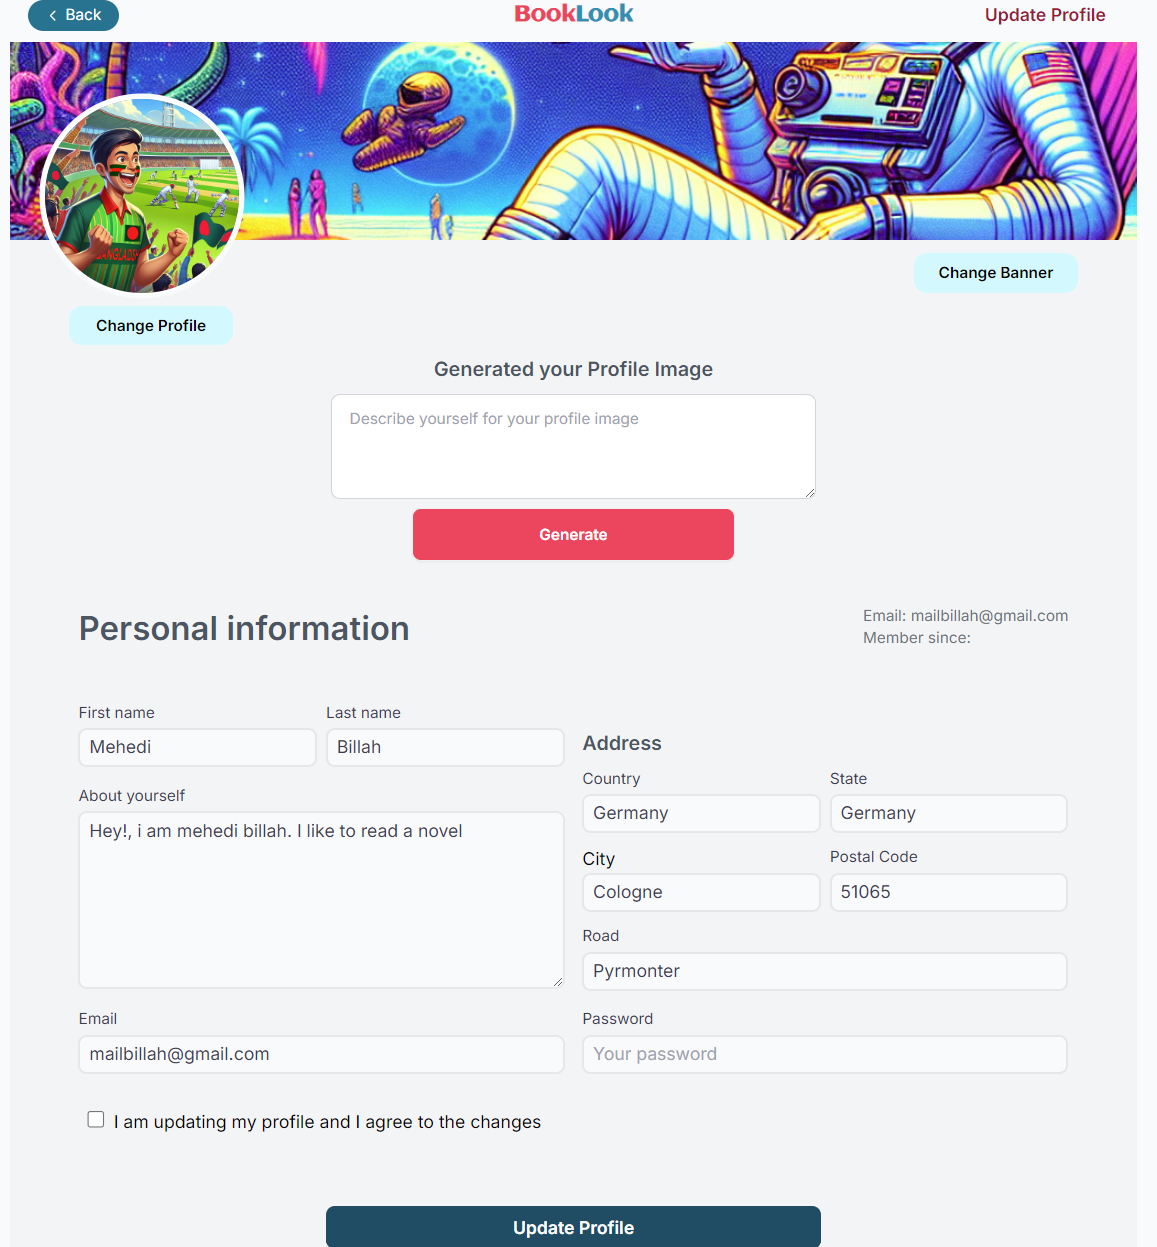 Back
BookLook
Update Profile
BANGLADSH
Change Banner
Change Profile
Generated your Profile Image
Describe yourself for your profile image
Generate
Personal information
Email: mailbillah@gmail.com
Member since:
First name
Last name
Mehedi
Billah
Address
Country
State
Germany
Germany
About yourself
Hey!, i am mehedi billah. I like to read a novel
City
Postal Code
Cologne
51065
Road
Pyrmonter
Email
Password
mailbillah@gmail.com
Your password
I am updating my profile and I agree to the changes
Update Profile